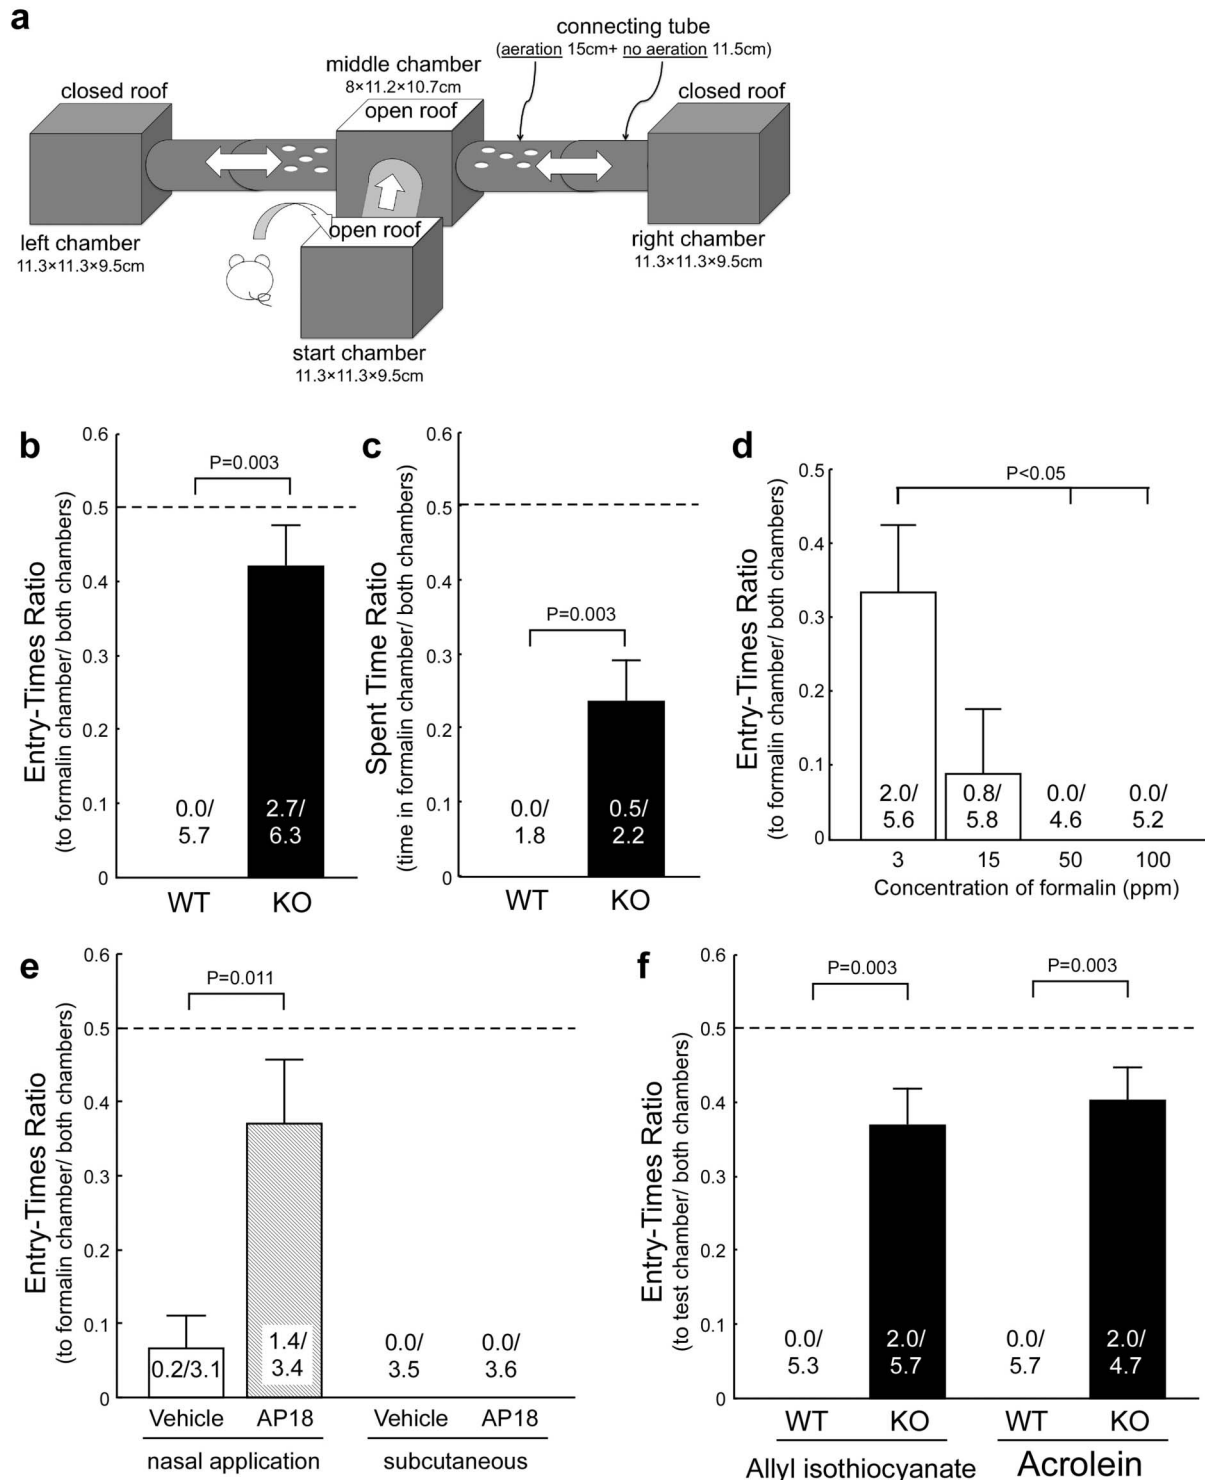 a
connecting tube
(aeration 15cm+ no aeration 11.5cm)
middle chamber
8×11.2×10.7cm
closed roof
open roof
closed roof
left chamber
11.3×11.3×9.5cm
open roof
right chamber
11.3×11.3×9.5cm
start chamber
11.3×11.3×9.5cm
b
Entry-Times Ratio
(to formalin chamber/ both chambers)
0.6
0.5
0.4
0.3
0.2
0.1
0
P=0.003
0.0/
5.7
2.7/
6.3
WT
KO
c
Spent Time Ratio
(time in formalin chamber/ both chambers)
0.6
0.5
0.4
0.3
0.2
0.1
0
P=0.003
0.0/
1.8
0.5/
2.2
WT
KO
d
Entry-Times Ratio
(to formalin chamber/ both chambers)
0.5
0.4
0.3
0.2
0.1
0
P<0.05
2.0/
5.6
0.8/
5.8
0.0/
4.6
0.0/
5.2
3
15
50
100
Concentration of formalin (ppm)
e
Entry-Times Ratio
(to formalin chamber/ both chambers)
0.6
0.5
0.4
0.3
0.2
0.1
0
P=0.011
0.2/3.1
1.4/
3.4
0.0/
3.5
0.0/
3.6
Vehicle
AP18
Vehicle
AP18
nasal application
subcutaneous
f
Entry-Times Ratio
(to test chamber/ both chambers)
0.6
0.5
0.4
0.3
0.2
0.1
0
P=0.003
P=0.003
0.0/
5.3
2.0/
5.7
0.0/
5.7
2.0/
4.7
WT
KO
WT
KO
Allyl isothiocyanate
Acrolein